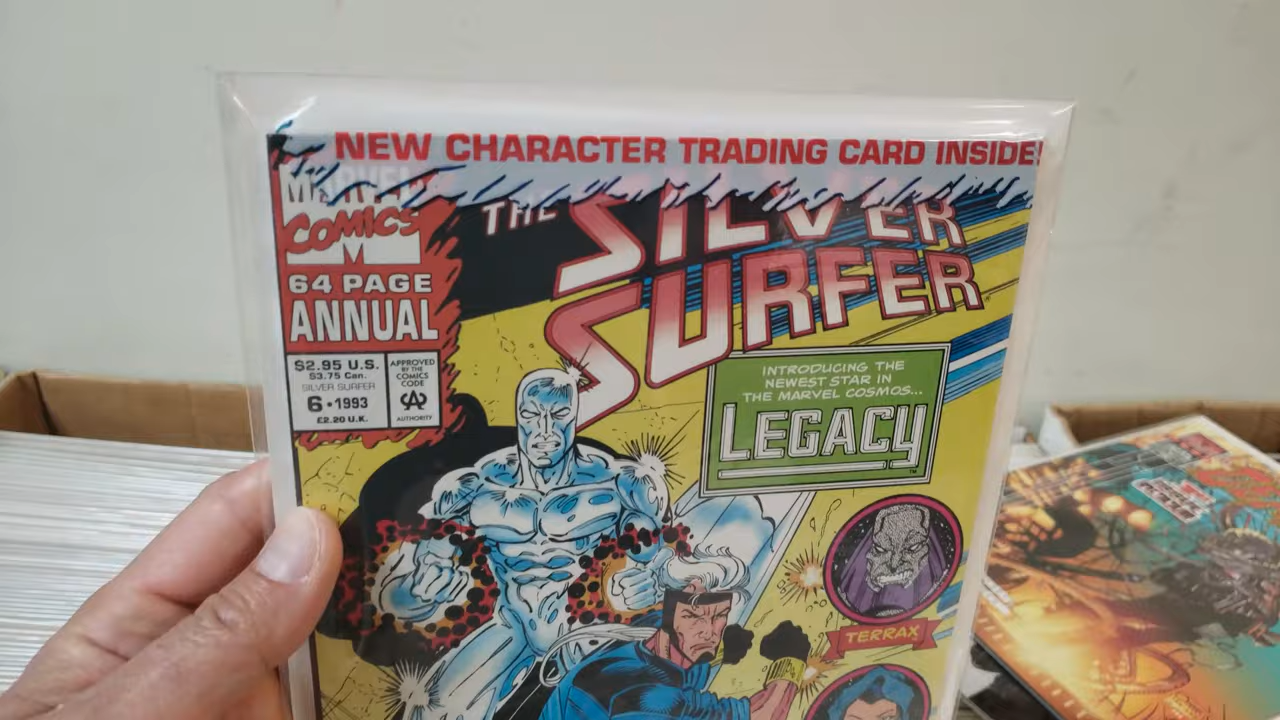 NEW CHARACTER TRADING CARD INSIDE!
MARVEL
COMICS
M
64 PAGE
ANNUAL
$2.95 U.S.
$3.75 Can.
SILVER SURFER
6•1993
£2.20 U.K.
APPROVED
BY THE
COMICS
CODE
CA
AUTHORITY
THE SILVER
SURFER
INTRODUCING THE
NEWEST STAR IN
THE MARVEL COSMOS...
LEGACY
TM
TERRAX